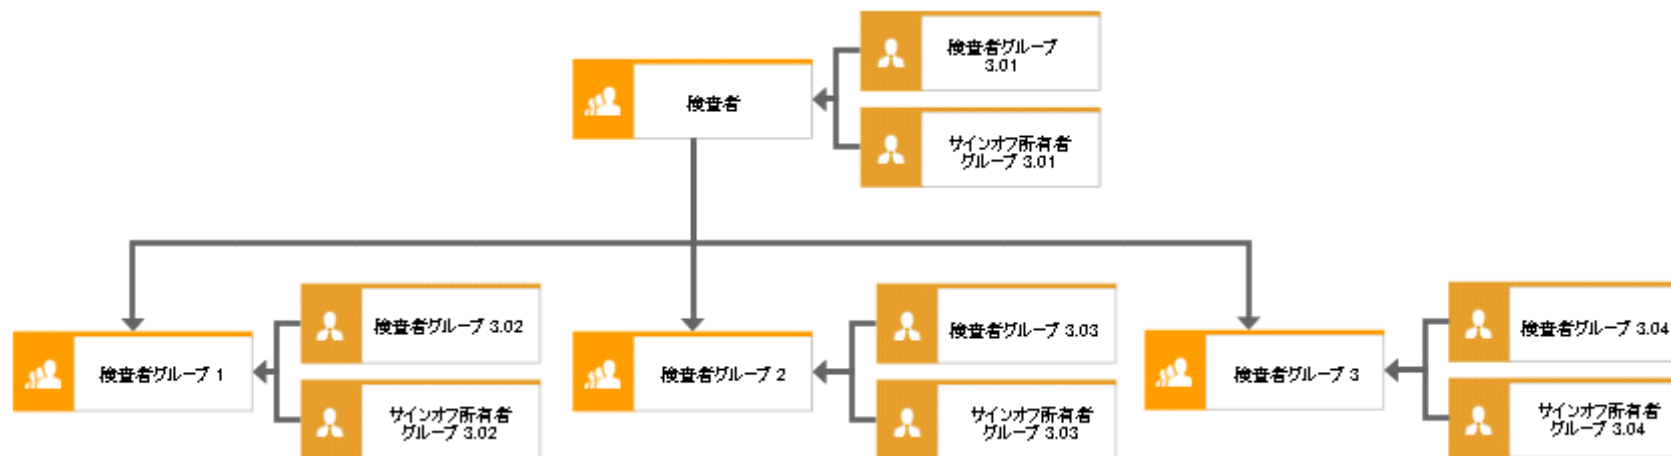 検査者グループ
3.01
検査者
サインオフ所有者
グループ 3.01
検査者グループ 3.02
検査者グループ 3.03
検査者グループ 3.04
検査者グループ 1
検査者グループ 2
検査者グループ 3
サインオフ所有者
グループ 3.02
サインオフ所有者
グループ 3.03
サインオフ所有者
グループ 3.04